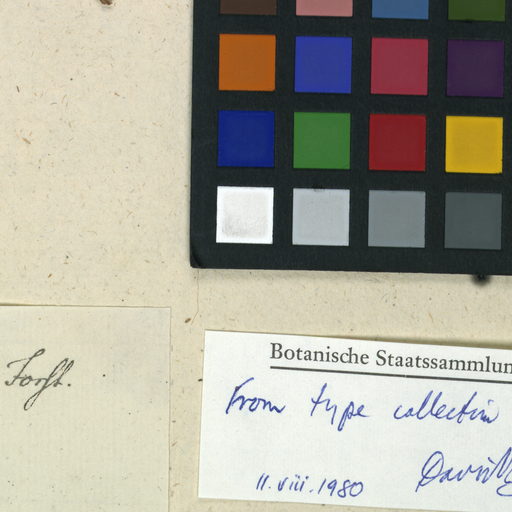 Forst.
Botanische Staatssammlun
From type collection
11.viii.1980